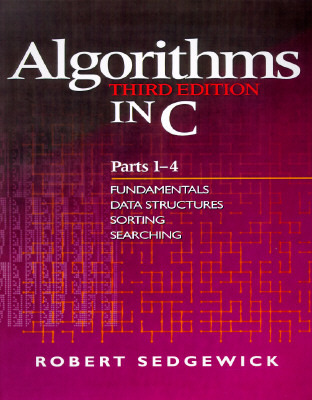 Algorithms
THIRD EDITION
IN C
Parts 1–4
FUNDAMENTALS
DATA STRUCTURES
SORTING
SEARCHING
ROBERT SEDGEWICK